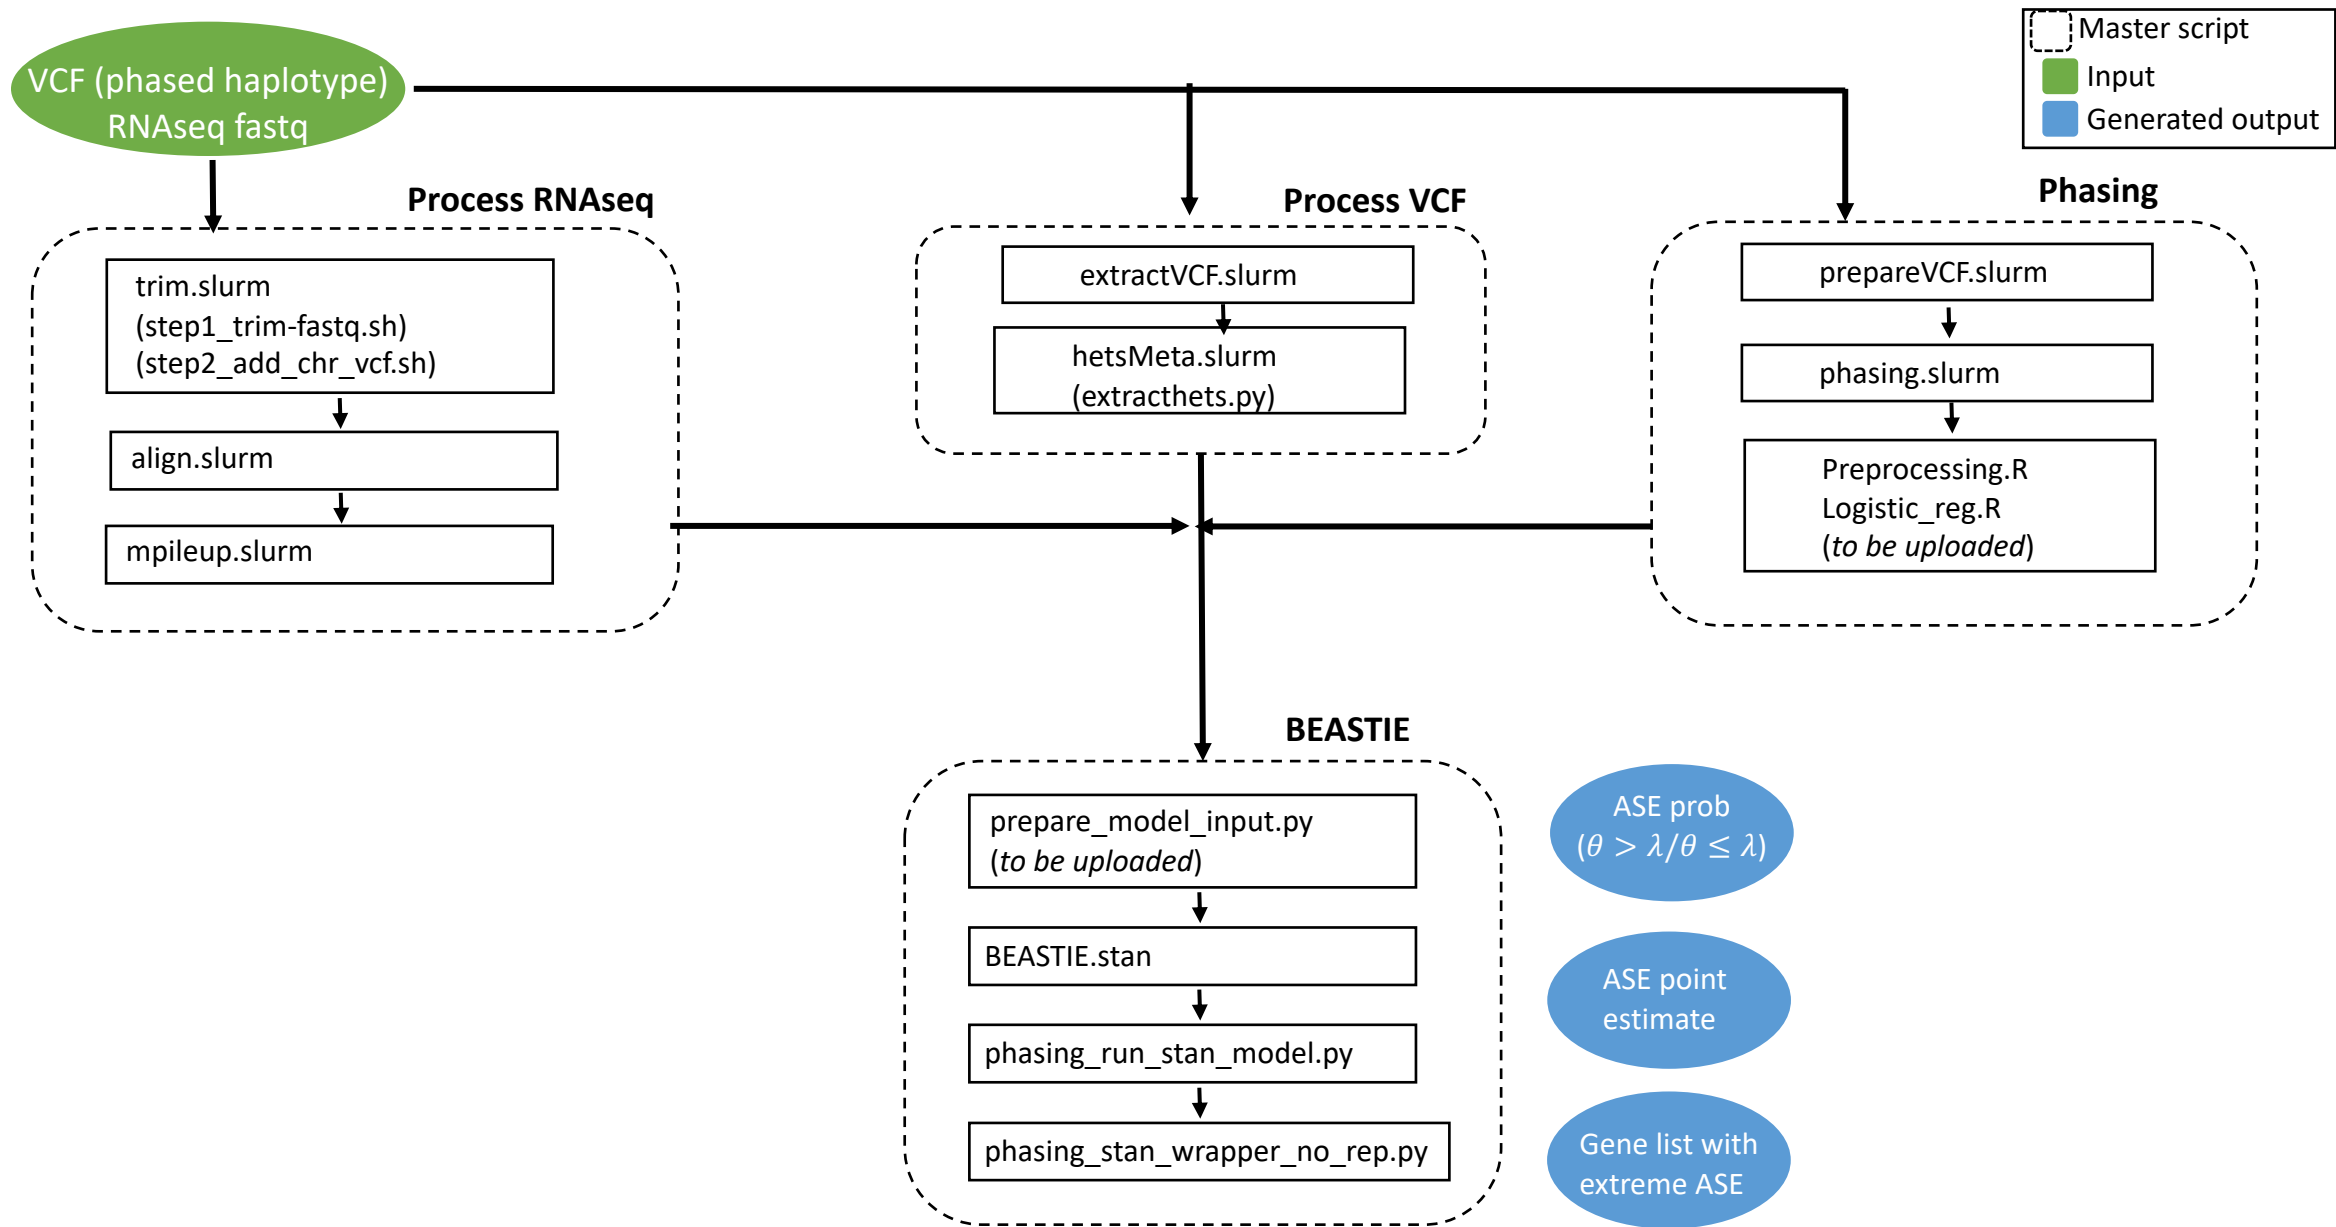 VCF (phased haplotype)
RNAseq fastq
Master script
Input
Generated output
Process RNAseq
trim.slurm
(step1_trim-fastq.sh)
(step2_add_chr_vcf.sh)
align.slurm
mpileup.slurm
Process VCF
extractVCF.slurm
hetsMeta.slurm
(extracthets.py)
Phasing
prepareVCF.slurm
phasing.slurm
Preprocessing.R
Logistic_reg.R
(to be uploaded)
BEASTIE
prepare_model_input.py
(to be uploaded)
BEASTIE.stan
phasing_run_stan_model.py
phasing_stan_wrapper_no_rep.py
ASE prob
(θ > λ/θ ≤ λ)
ASE point
estimate
Gene list with
extreme ASE